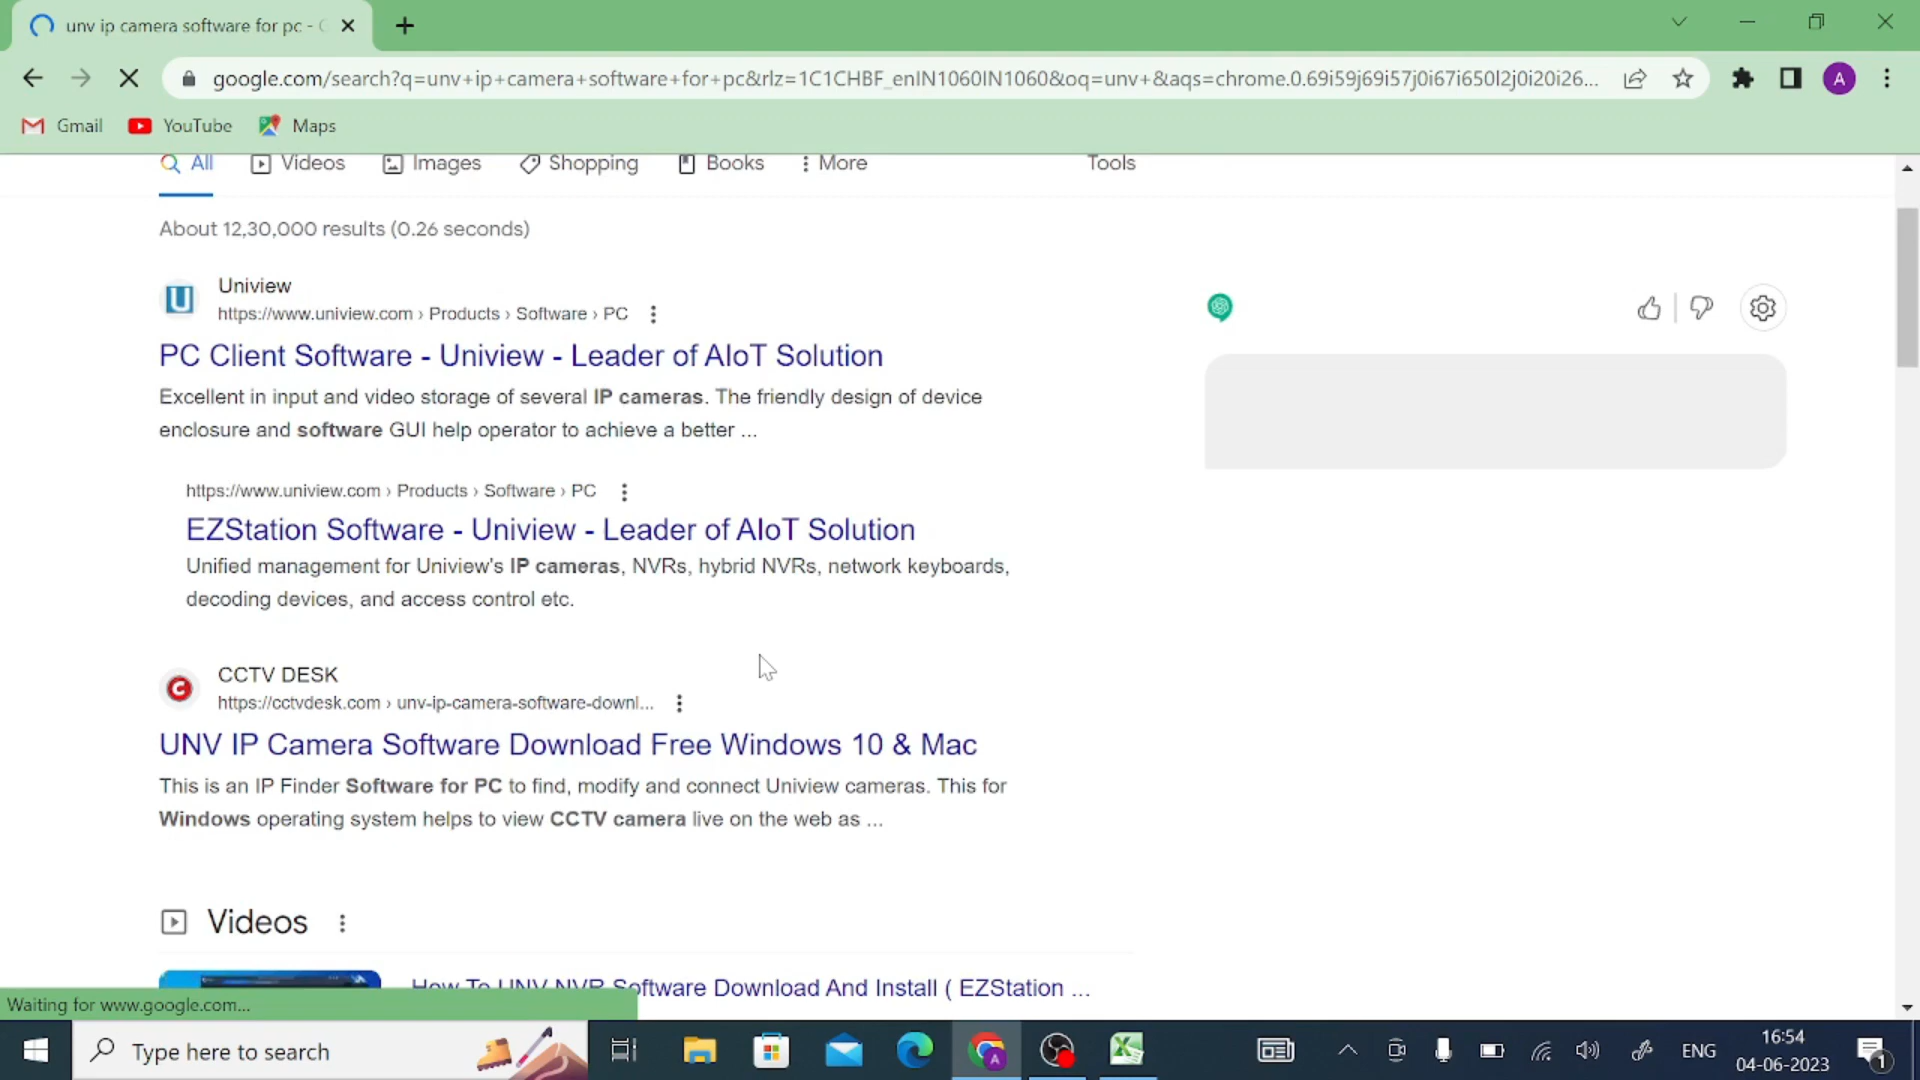 unv ip camera software for pc -
google.com/search?q=unv+ip+camera+software+for+pc&rlz=1C1CHBF_enIN1060IN1060&oq=unv+&aqs=chrome.0.69i59j69i57j0i67i650l2j0i20i26...
A
Gmail
YouTube
Maps
All
Videos
Images
Shopping
Books
More
Tools
About 12,30,000 results (0.26 seconds)
Uniview
https://www.uniview.com › Products › Software › PC
PC Client Software - Uniview - Leader of AIoT Solution
Excellent in input and video storage of several IP cameras. The friendly design of device
enclosure and software GUI help operator to achieve a better ...
https://www.uniview.com › Products › Software › PC
EZStation Software - Uniview - Leader of AIoT Solution
Unified management for Uniview's IP cameras, NVRs, hybrid NVRs, network keyboards,
decoding devices, and access control etc.
CCTV DESK
https://cctvdesk.com › unv-ip-camera-software-downl...
UNV IP Camera Software Download Free Windows 10 & Mac
This is an IP Finder Software for PC to find, modify and connect Uniview cameras. This for
Windows operating system helps to view CCTV camera live on the web as ...
Videos
How To UNV NVR Software Download And Install ( EZStation ...
Waiting for www.google.com...
Type here to search
A
ENG
16:54
04-06-2023
1